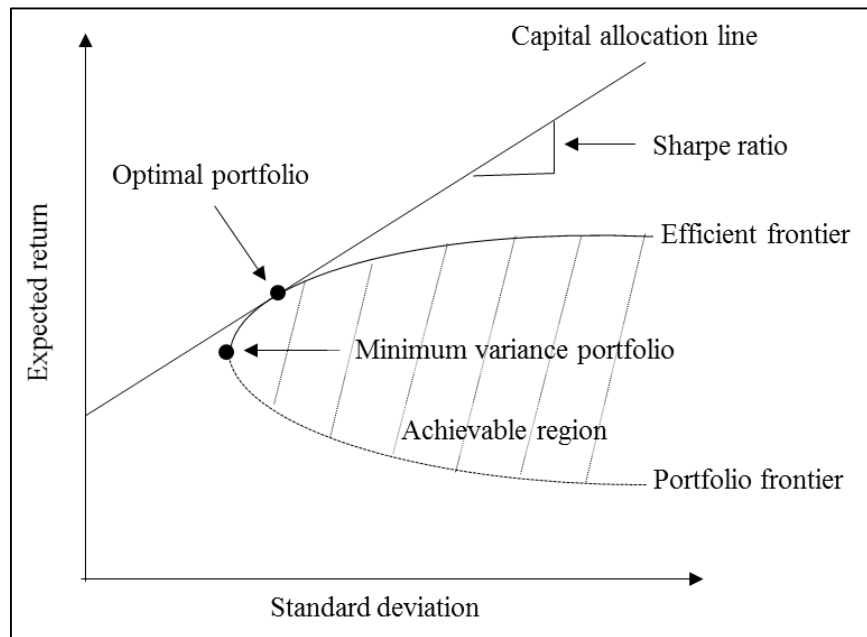 Capital allocation line
Sharpe ratio
Optimal portfolio
Efficient frontier
Expected return
Minimum variance portfolio
Achievable region
Portfolio frontier
Standard deviation